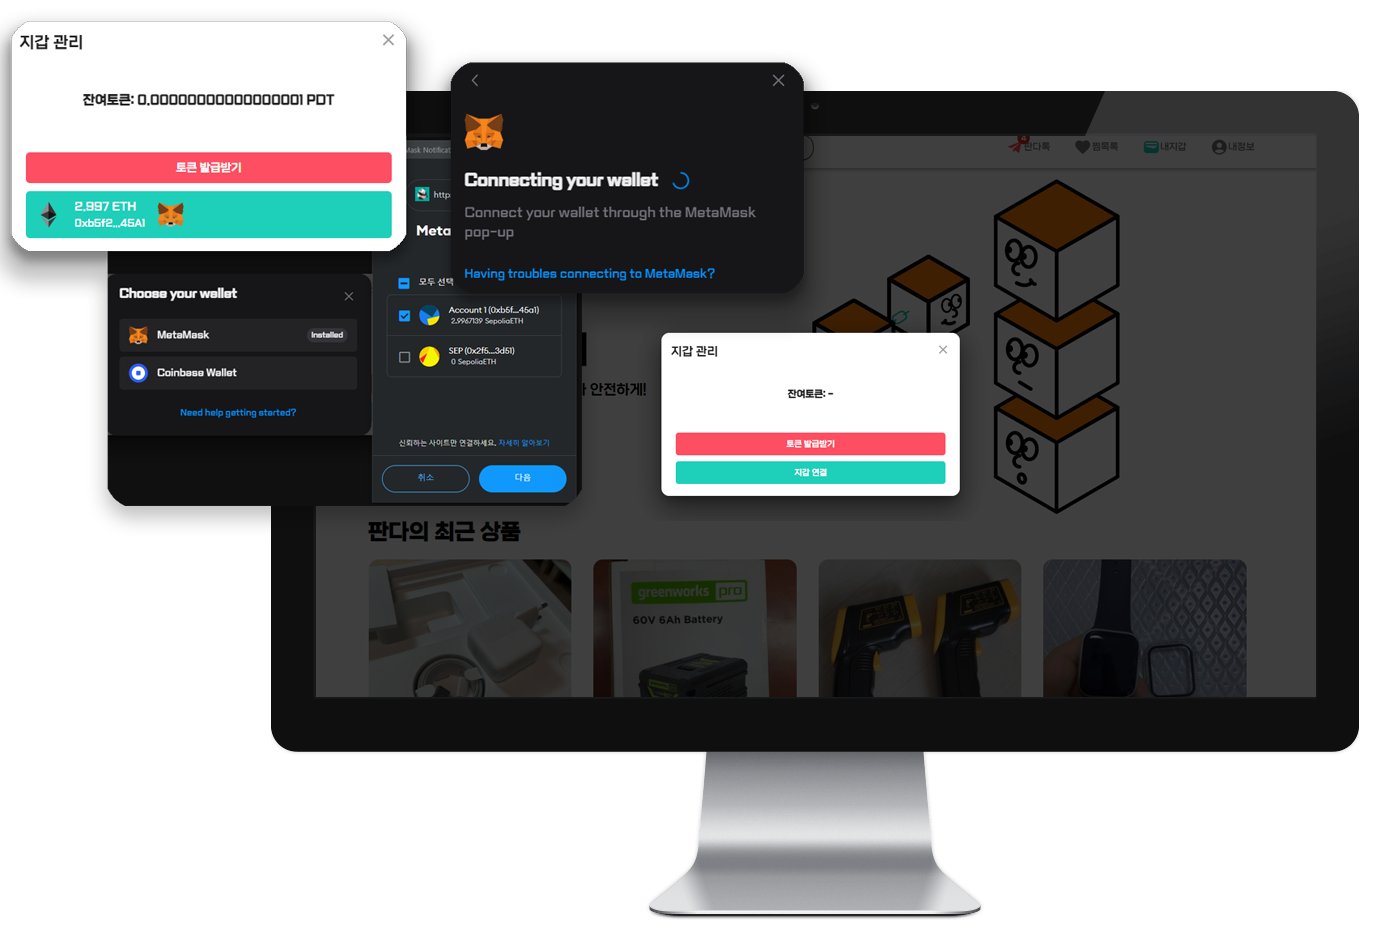 지갑 관리
잔여토큰: 0.000000000000000001 PDT
토큰 발급받기
2.997 ETH
0xb5f2...45A1
Connecting your wallet
Connect your wallet through the MetaMask
pop-up
Having troubles connecting to MetaMask?
Mask Notificat
http
Meta
모두 선택
Account 1 (0xb5f...45a1)
2.9967139 SepoliaETH
SEP (0x2f5...3d51)
0 SepoliaETH
신뢰하는 사이트만 연결하세요. 자세히 알아보기
취소
다음
Choose your wallet
MetaMask
Installed
Coinbase Wallet
Need help getting started?
4
판다톡
찜목록
내지갑
내정보
안전하게!
지갑 관리
잔여토큰: -
토큰 발급받기
지갑 연결
판다의 최근 상품
greenworks pro
60V 6Ah Battery